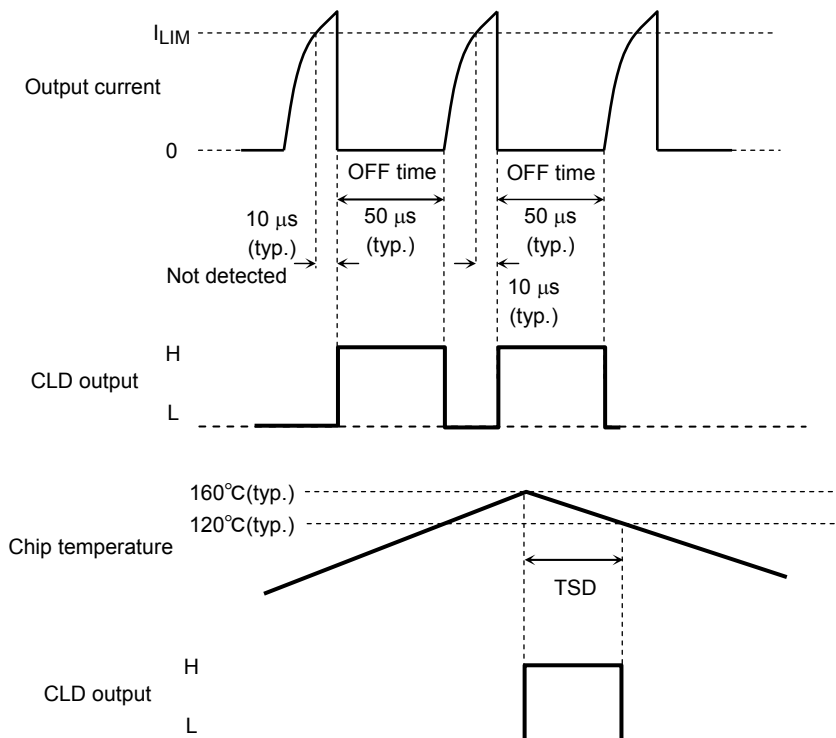 I_LIM
Output current
0
OFF time
OFF time
10 μs
(typ.)
50 μs
(typ.)
50 μs
(typ.)
Not detected
10 μs
(typ.)
H
CLD output
L
160°C(typ.)
120°C(typ.)
Chip temperature
TSD
H
CLD output
L